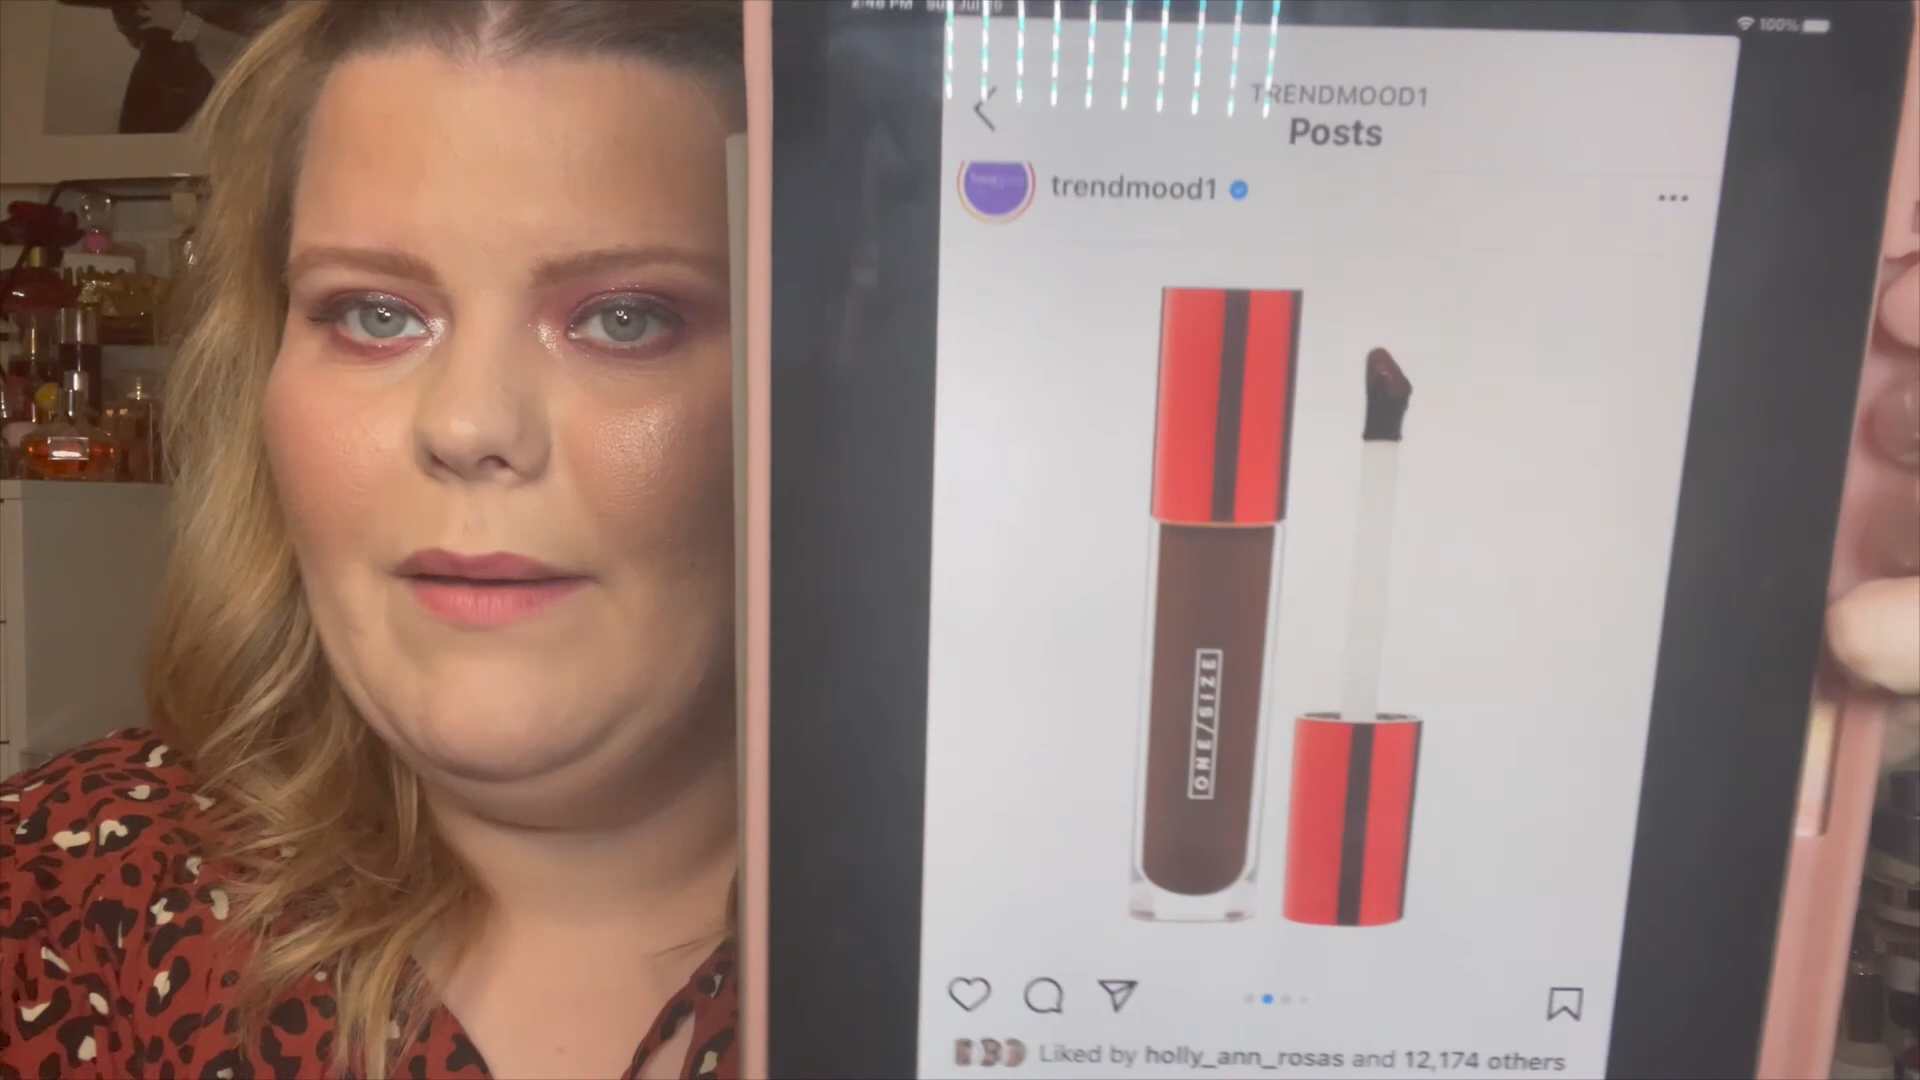 100%
TRENDMOOD1
Posts
trendmood1
ONE/SIZE
Liked by holly_ann_rosas and 12,174 others